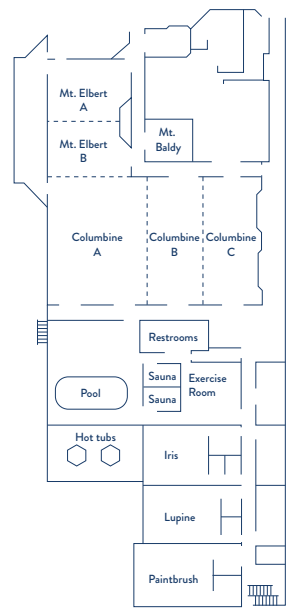 Mt. Elbert
A
Mt. Elbert
B
Mt.
Baldy
Columbine
A
Columbine
B
Columbine
C
Restrooms
Sauna
Sauna
Exercise
Room
Pool
Hot tubs
Iris
Lupine
Paintbrush